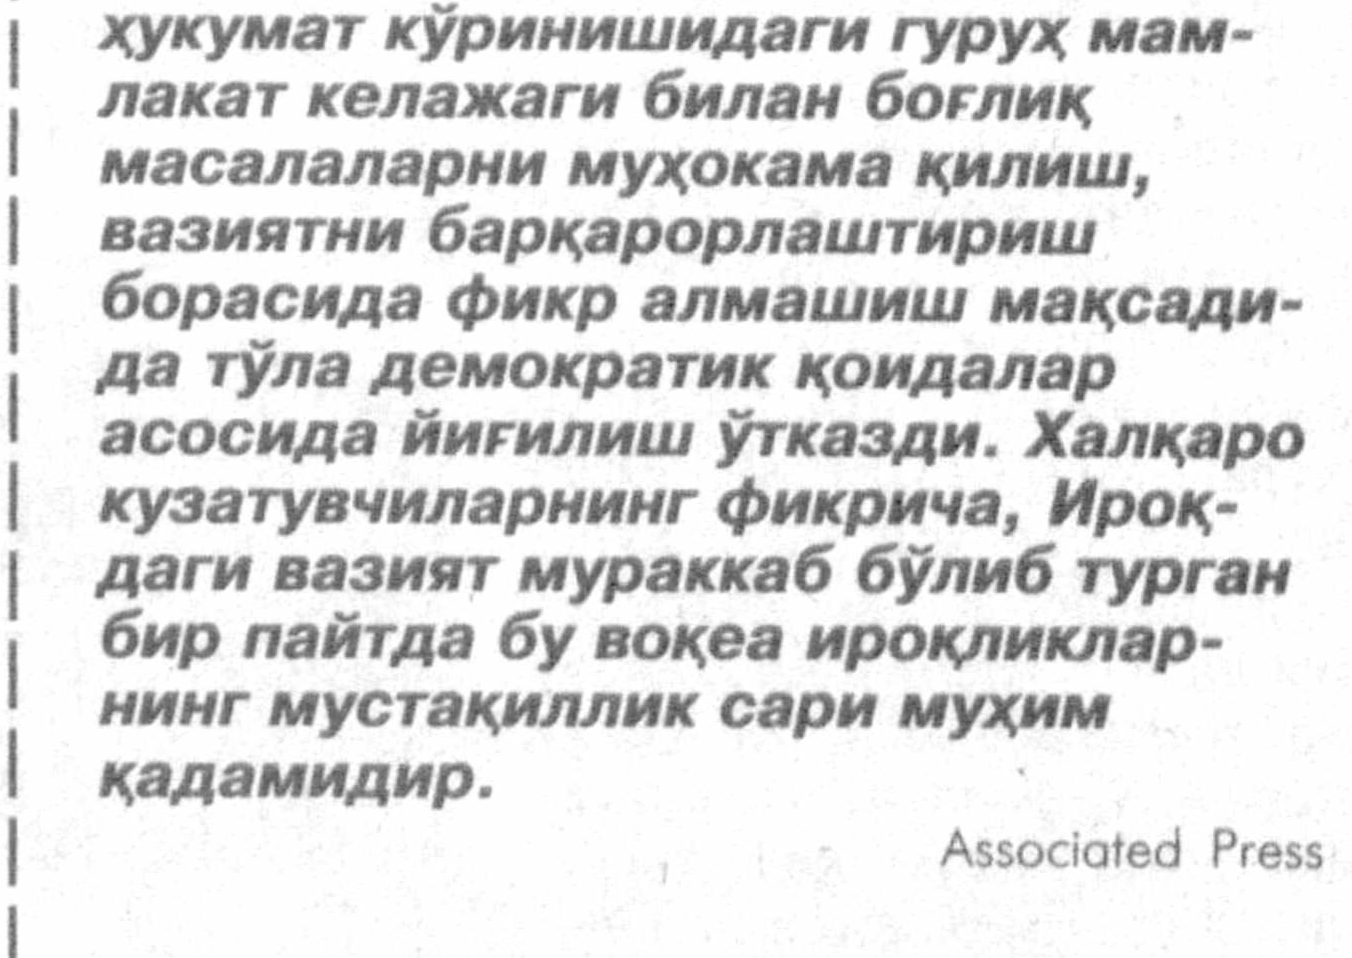 ҳукумат кўринишидаги гуруҳ мам-
лакат келажаги билан боғлиқ
масалаларни муҳокама қилиш,
вазиятни барқарорлаштириш
борасида фикр алмашиш мақсади-
да тўла демократик қоидалар
асосида йиғилиш ўтказди. Халқаро
кузатувчиларнинг фикрича, Ироқ-
даги вазият мураккаб бўлиб турган
бир пайтда бу воқеа ироқликлар-
нинг мустақиллик сари муҳим
қадамидир.
Associated Press